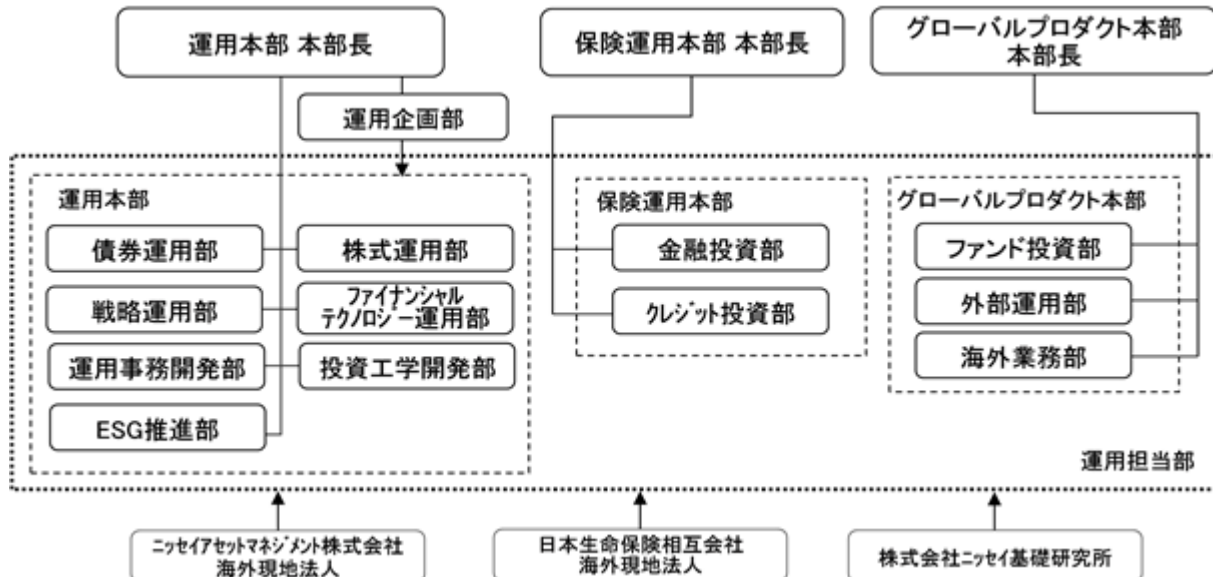 運用本部 本部長
保険運用本部 本部長
グローバルプロダクト本部
本部長
運用企画部
運用本部
債券運用部
株式運用部
戦略運用部
ファイナンシャル
テクノロジー運用部
運用事務開発部
投資工学開発部
ESG推進部
保険運用本部
金融投資部
クレジット投資部
グローバルプロダクト本部
ファンド投資部
外部運用部
海外業務部
運用担当部
ニッセイアセットマネジメント株式会社
海外現地法人
日本生命保険相互会社
海外現地法人
株式会社ニッセイ基礎研究所